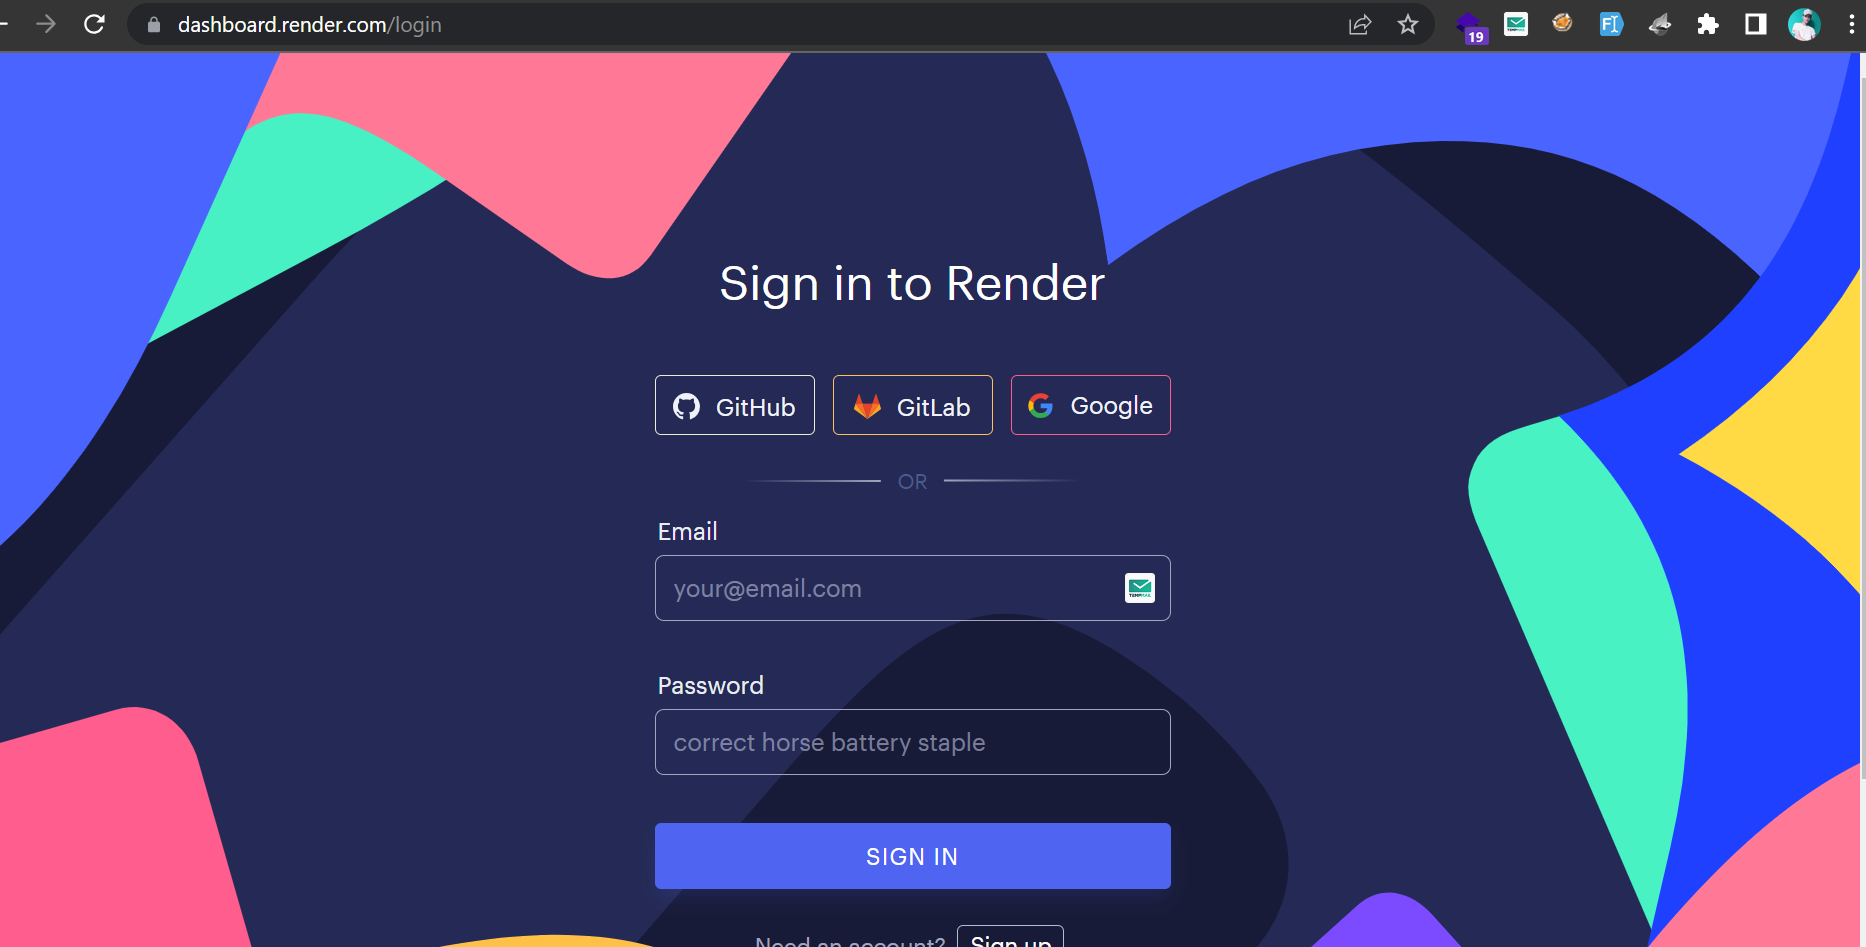 dashboard.render.com/login
19
Sign in to Render
GitHub
GitLab
Google
OR
Email
your@email.com
Password
correct horse battery staple
SIGN IN
Need an account? Sign up